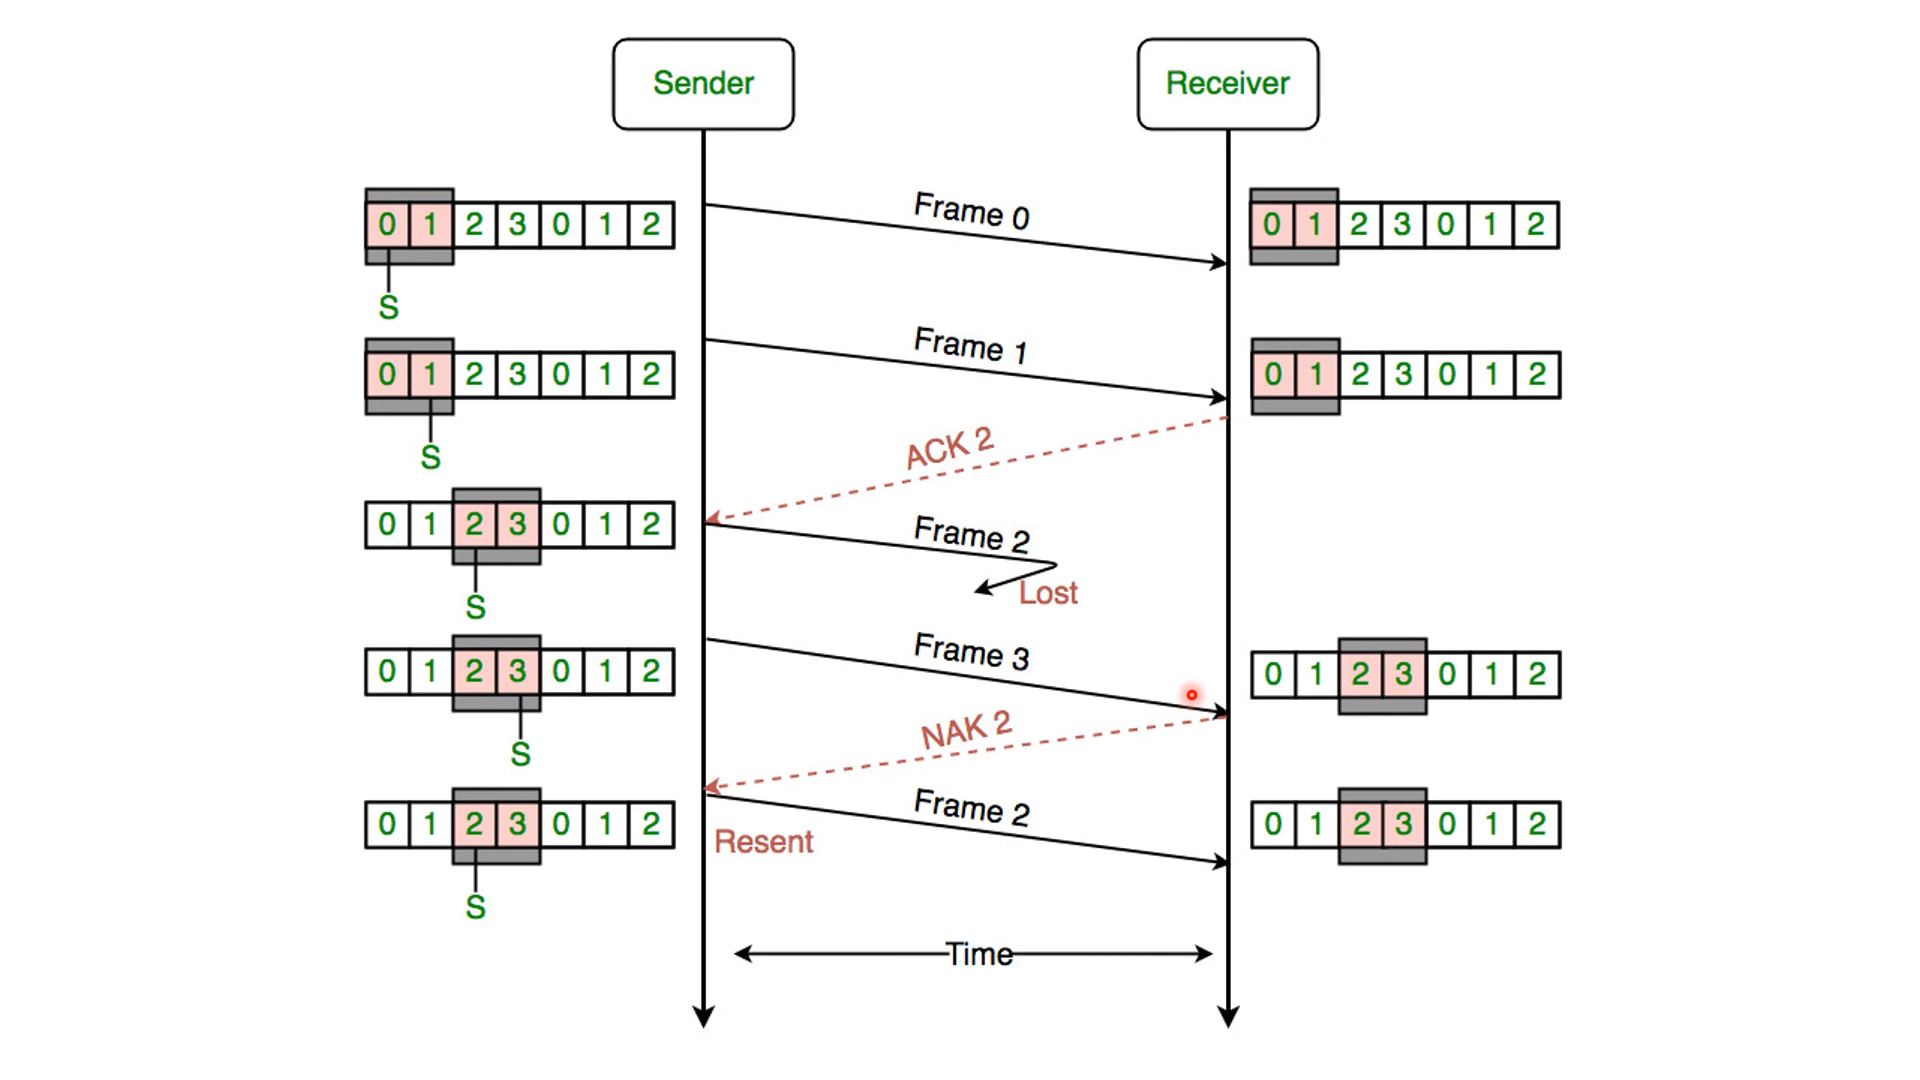 Sender
Receiver
0 1 2 3 0 1 2
Frame 0
0 1 2 3 0 1 2
S
0 1 2 3 0 1 2
Frame 1
0 1 2 3 0 1 2
S
ACK 2
0 1 2 3 0 1 2
Frame 2
Lost
S
0 1 2 3 0 1 2
Frame 3
0 1 2 3 0 1 2
S
NAK 2
0 1 2 3 0 1 2
Frame 2
0 1 2 3 0 1 2
Resent
S
Time